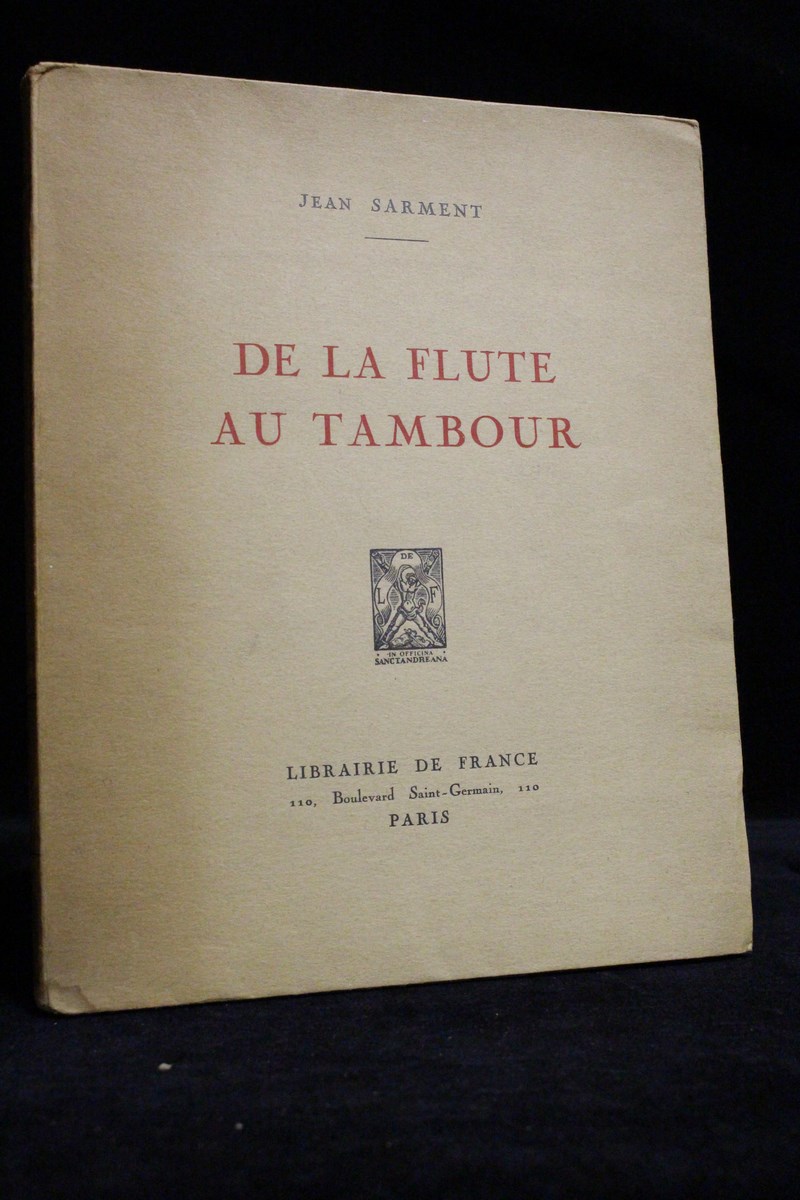 JEAN SARMENT
DE LA FLUTE
AU TAMBOUR
DE
L F
• IN OFFICINA •
SANCTANDREANA
LIBRAIRIE DE FRANCE
110, Boulevard Saint-Germain, 110
PARIS